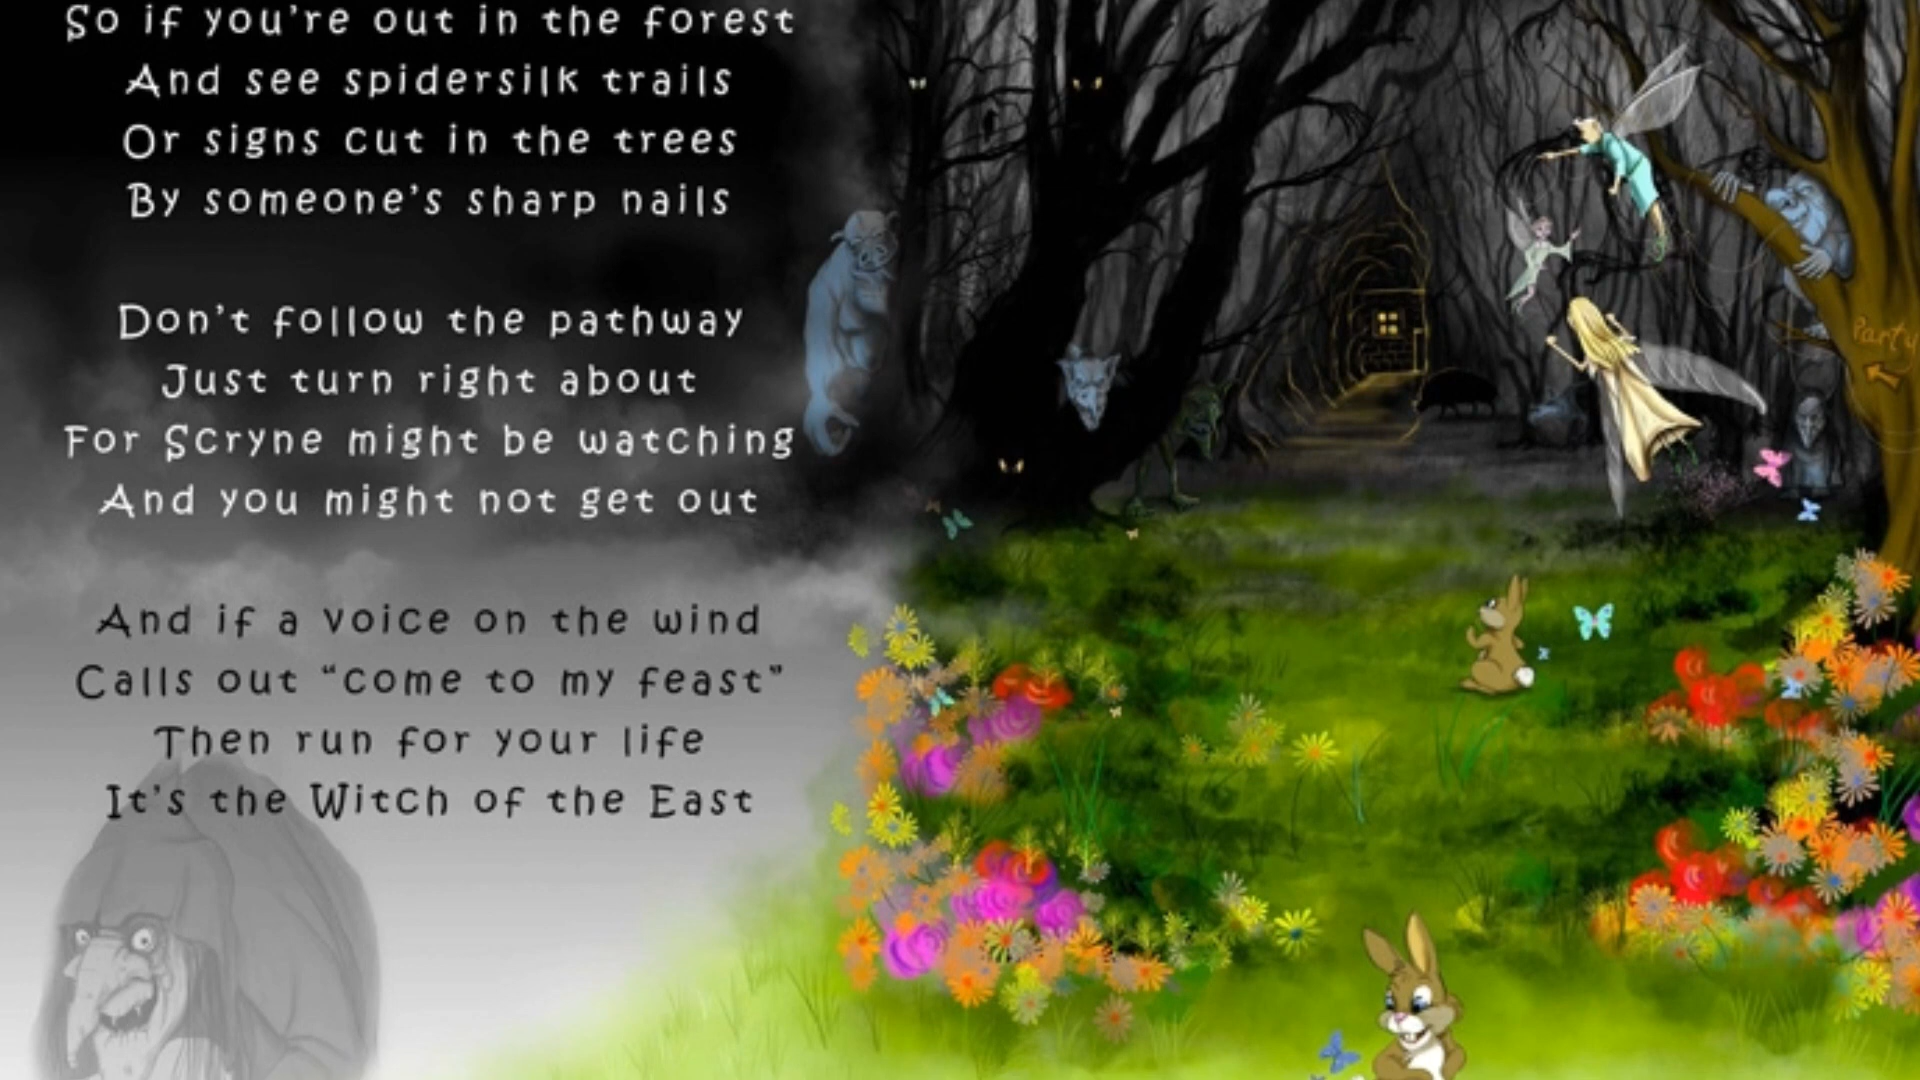 So if you're out in the forest
And see spidersilk trails
Or signs cut in the trees
By someone's sharp nails
Don't follow the pathway
Just turn right about
For Scryne might be watching
And you might not get out
And if a voice on the wind
Calls out “come to my feast”
Then run for your life
It's the Witch of the East
Party